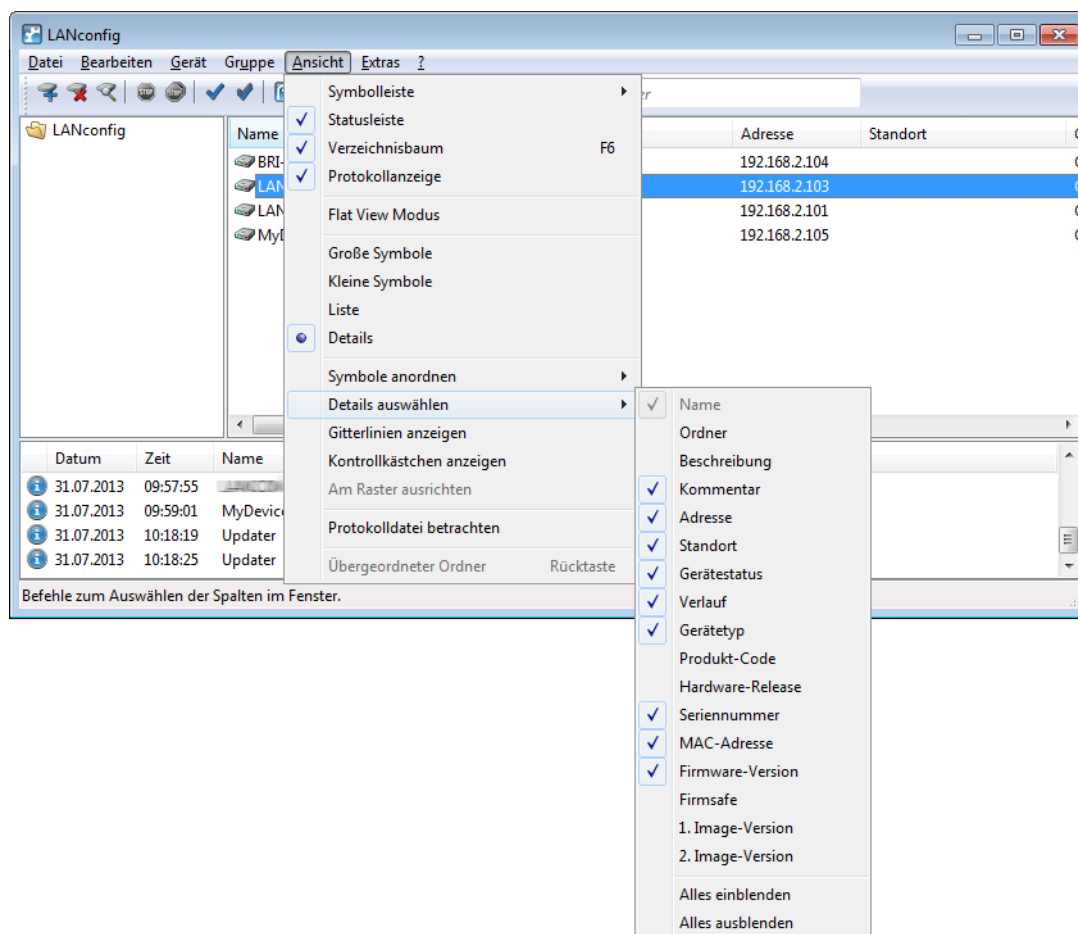 LANconfig
Datei Bearbeiten Gerät Gruppe Ansicht Extras ?
LANconfig
Name Adresse Standort
BRI- 192.168.2.104
LAN 192.168.2.103
LAN 192.168.2.101
MyD 192.168.2.105
Symbolleiste
Statusleiste
Verzeichnisbaum F6
Protokollanzeige
Flat View Modus
Große Symbole
Kleine Symbole
Liste
Details
Symbole anordnen
Details auswählen
Gitterlinien anzeigen
Kontrollkästchen anzeigen
Am Raster ausrichten
Protokolldatei betrachten
Übergeordneter Ordner Rücktaste
Name
Ordner
Beschreibung
Kommentar
Adresse
Standort
Gerätestatus
Verlauf
Gerätetyp
Produkt-Code
Hardware-Release
Seriennummer
MAC-Adresse
Firmware-Version
Firmsafe
1. Image-Version
2. Image-Version
Alles einblenden
Alles ausblenden
Datum Zeit Name
31.07.2013 09:57:55
31.07.2013 09:59:01 MyDevic
31.07.2013 10:18:19 Updater
31.07.2013 10:18:25 Updater
Befehle zum Auswählen der Spalten im Fenster.